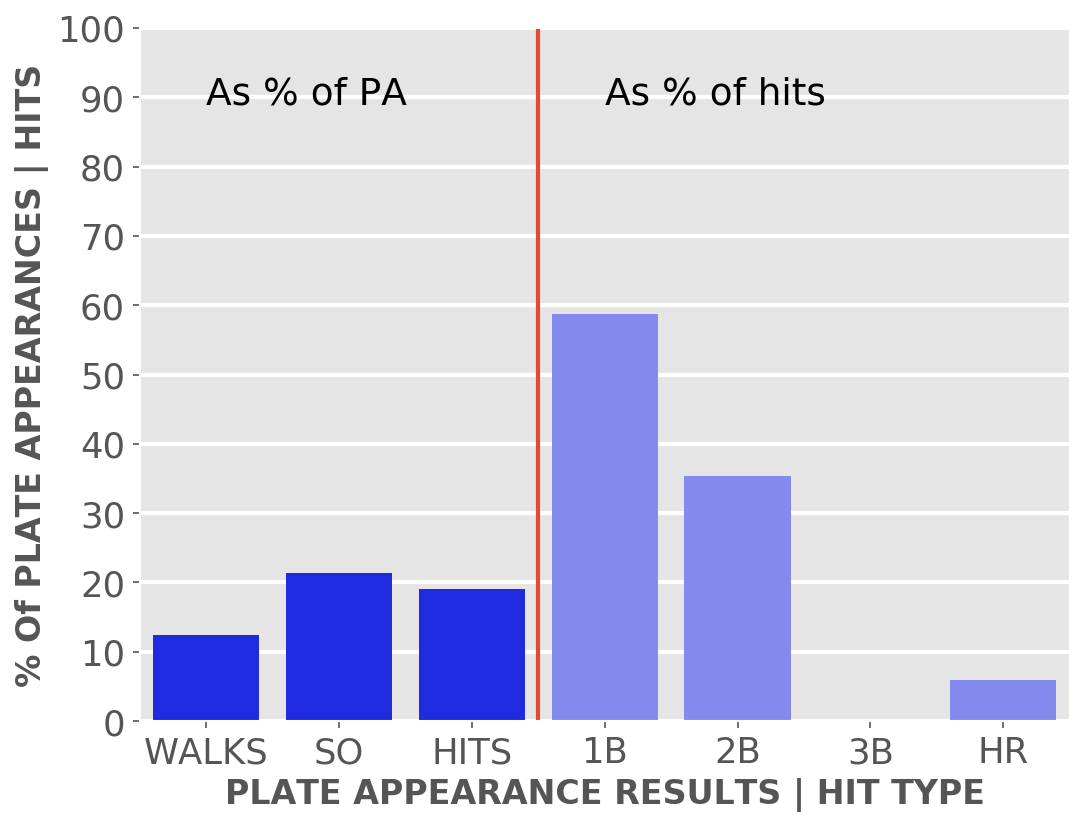 100
90
80
70
60
50
40
30
20
10
0
% Of PLATE APPEARANCES | HITS
As % of PA
As % of hits
WALKS SO HITS 1B 2B 3B HR
PLATE APPEARANCE RESULTS | HIT TYPE